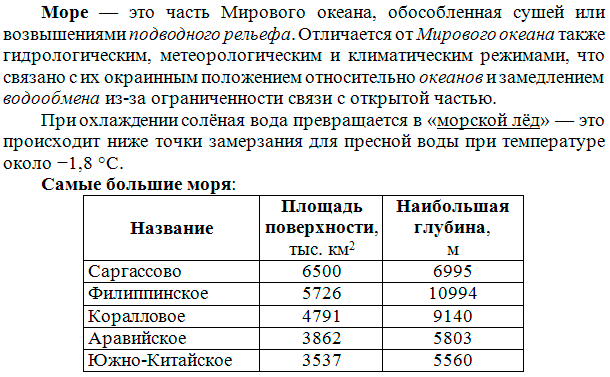 Море — это часть Мирового океана, обособленная сушей или
возвышениями подводного рельефа. Отличается от Мирового океана также
гидрологическим, метеорологическим и климатическим режимами, что
связано с их окраинным положением относительно океанов и замедлением
водообмена из-за ограниченности связи с открытой частью.
При охлаждении солёная вода превращается в «морской лёд» — это
происходит ниже точки замерзания для пресной воды при температуре
около −1,8 °С.
Самые большие моря:
Название Площадь поверхности, тыс. км² Наибольшая глубина, м
Саргассово 6500 6995
Филиппинское 5726 10994
Коралловое 4791 9140
Аравийское 3862 5803
Южно-Китайское 3537 5560